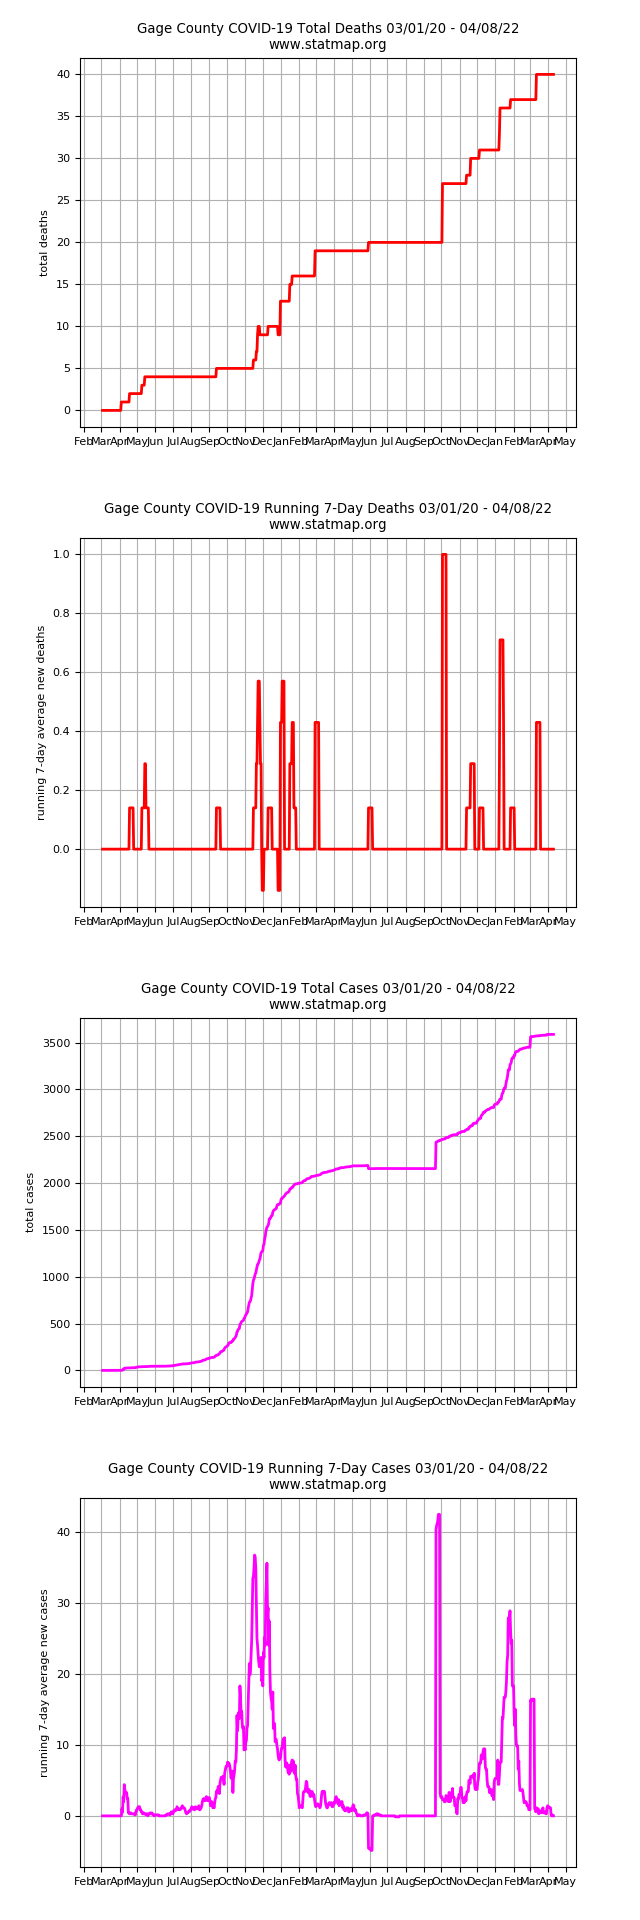 Gage County COVID-19 Total Deaths 03/01/20 - 04/08/22
www.statmap.org
40
35
30
25
20
15
10
5
0
total deaths
Feb Mar Apr May Jun Jul Aug Sep Oct Nov Dec Jan Feb Mar Apr May Jun Jul Aug Sep Oct Nov Dec Jan Feb Mar Apr May
Gage County COVID-19 Running 7-Day Deaths 03/01/20 - 04/08/22
www.statmap.org
1.0
0.8
0.6
0.4
0.2
0.0
running 7-day average new deaths
Feb Mar Apr May Jun Jul Aug Sep Oct Nov Dec Jan Feb Mar Apr May Jun Jul Aug Sep Oct Nov Dec Jan Feb Mar Apr May
Gage County COVID-19 Total Cases 03/01/20 - 04/08/22
www.statmap.org
3500
3000
2500
2000
1500
1000
500
0
total cases
Feb Mar Apr May Jun Jul Aug Sep Oct Nov Dec Jan Feb Mar Apr May Jun Jul Aug Sep Oct Nov Dec Jan Feb Mar Apr May
Gage County COVID-19 Running 7-Day Cases 03/01/20 - 04/08/22
www.statmap.org
40
30
20
10
0
running 7-day average new cases
Feb Mar Apr May Jun Jul Aug Sep Oct Nov Dec Jan Feb Mar Apr May Jun Jul Aug Sep Oct Nov Dec Jan Feb Mar Apr May